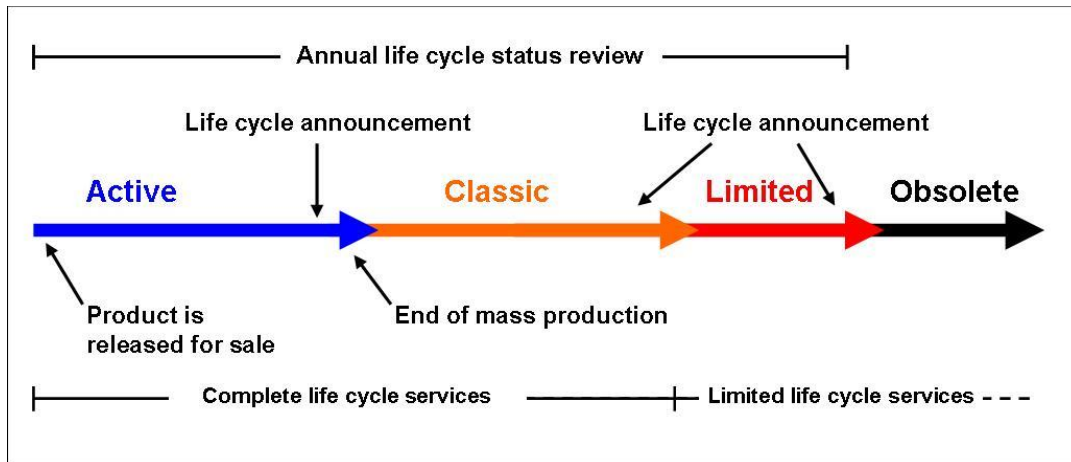 Annual life cycle status review
Life cycle announcement
Life cycle announcement
Active
Classic
Limited
Obsolete
Product is
released for sale
End of mass production
Complete life cycle services
Limited life cycle services